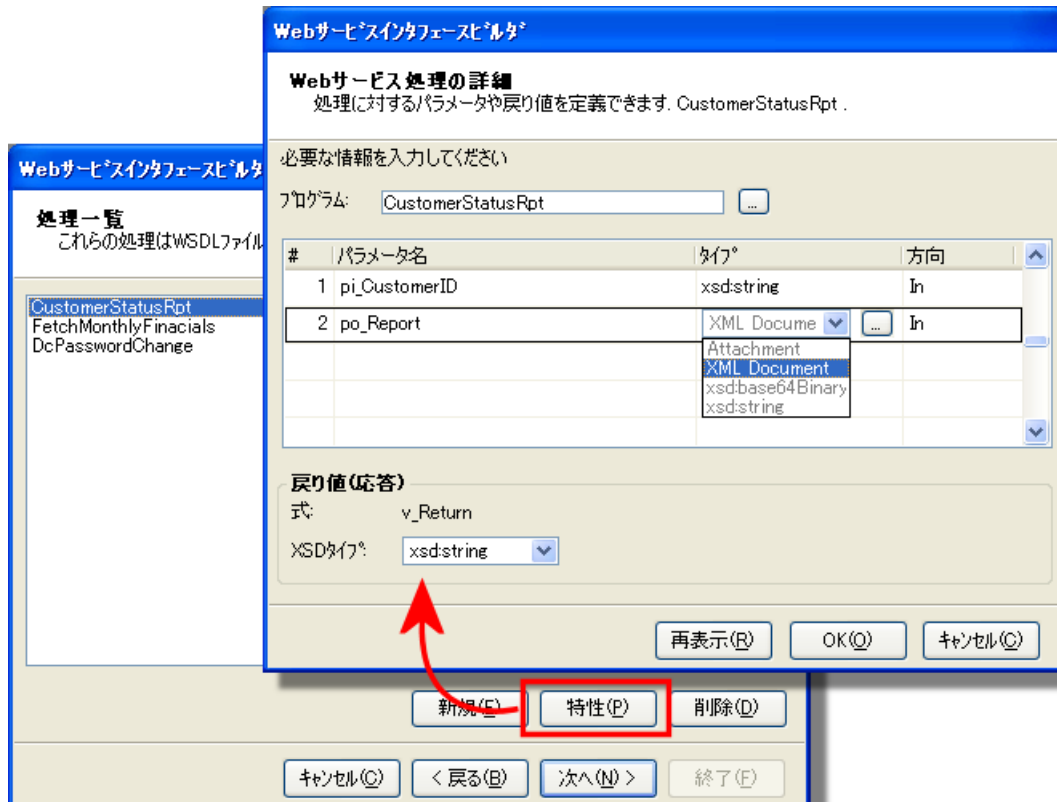 Webｻｰﾋﾞｽｲﾝﾀﾌｪｰｽﾋﾞﾙﾀﾞ
Webサービス処理の詳細
処理に対するパラメータや戻り値を定義できます. CustomerStatusRpt .
必要な情報を入力してください
ﾌﾟﾛｸﾞﾗﾑ: CustomerStatusRpt ...
# パラメータ名 ﾀｲﾌﾟ 方向
1 pi_CustomerID xsd:string In
2 po_Report XML Docume ... In
Attachment
XML Document
xsd:base64Binary
xsd:string
戻り値(応答)
式: v_Return
XSDﾀｲﾌﾟ: xsd:string
再表示(R) OK(O) ｷｬﾝｾﾙ(C)
Webｻｰﾋﾞｽｲﾝﾀﾌｪｰｽﾋﾞﾙﾀ
処理一覧
これらの処理はWSDLﾌｧｲﾙ
CustomerStatusRpt
FetchMonthlyFinacials
DcPasswordChange
新規(E) 特性(P) 削除(D)
ｷｬﾝｾﾙ(C) < 戻る(B) 次へ(N) > 終了(F)